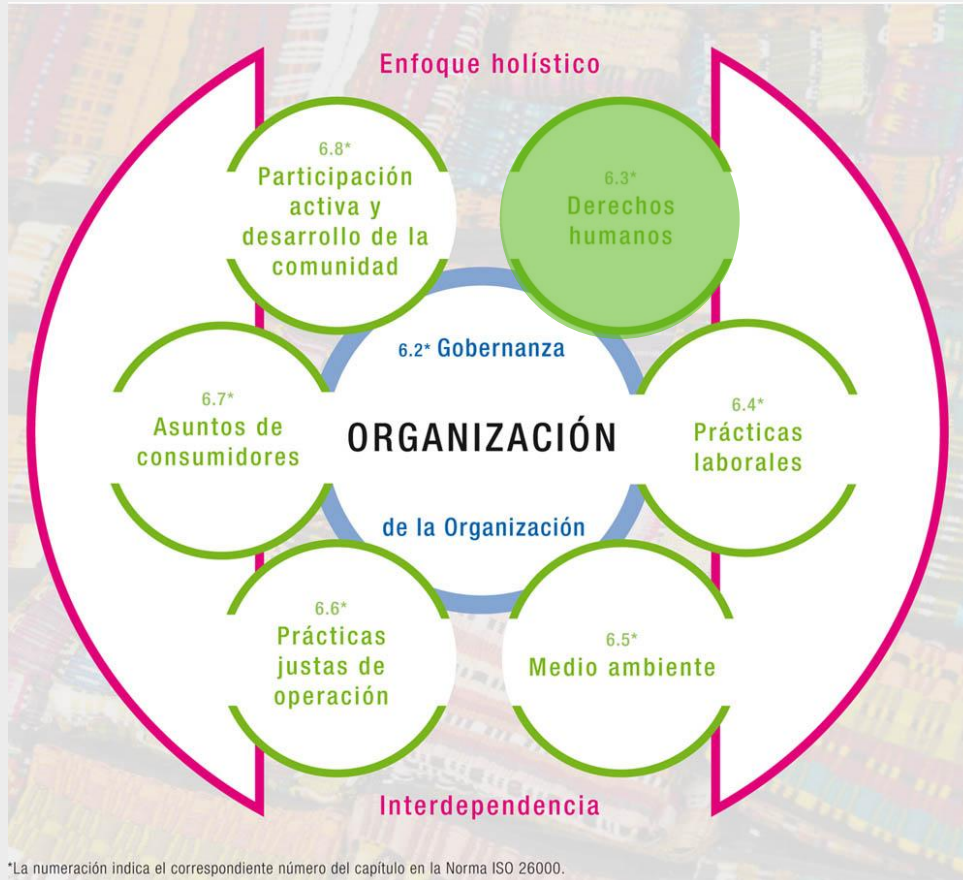 Enfoque holístico
6.8*
Participación
activa y
desarrollo de la
comunidad
6.3*
Derechos
humanos
6.2* Gobernanza
6.7*
Asuntos de
consumidores
ORGANIZACIÓN
6.4*
Prácticas
laborales
de la Organización
6.6*
Prácticas
justas de
operación
6.5*
Medio ambiente
Interdependencia
*La numeración indica el correspondiente número del capítulo en la Norma ISO 26000.